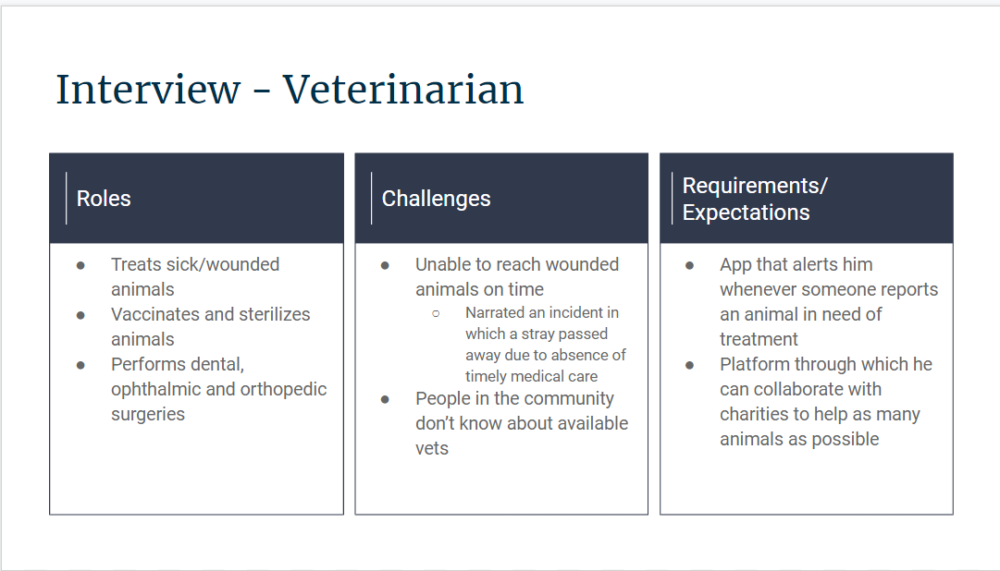 Interview – Veterinarian
Roles
● Treats sick/wounded
animals
● Vaccinates and sterilizes
animals
● Performs dental,
ophthalmic and orthopedic
surgeries
Challenges
● Unable to reach wounded
animals on time
○ Narrated an incident in
which a stray passed
away due to absence of
timely medical care
● People in the community
don’t know about available
vets
Requirements/
Expectations
● App that alerts him
whenever someone reports
an animal in need of
treatment
● Platform through which he
can collaborate with
charities to help as many
animals as possible